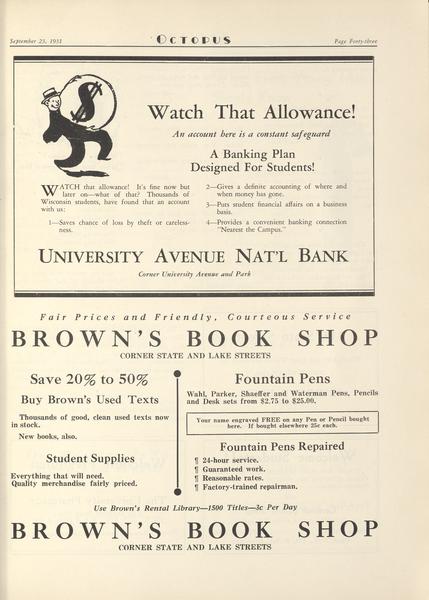 September 23, 1931
OCTOPUS
Page Forty-three
$
Watch That Allowance!
An account here is a constant safeguard
A Banking Plan
Designed For Students!
WATCH that allowance! It's fine now but
later on—what of that? Thousands of
Wisconsin students, have found that an account
with us:
1—Saves chance of loss by theft or careless-
ness.
2—Gives a definite accounting of where and
when money has gone.
3—Puts student financial affairs on a business
basis.
4—Provides a convenient banking connection
"Nearest the Campus."
UNIVERSITY AVENUE NAT'L BANK
Corner University Avenue and Park
Fair Prices and Friendly, Courteous Service
BROWN'S BOOK SHOP
CORNER STATE AND LAKE STREETS
Save 20% to 50%
Buy Brown's Used Texts
Thousands of good, clean used texts now
in stock.
New books, also.
Student Supplies
Everything that will need.
Quality merchandise fairly priced.
Fountain Pens
Wahl, Parker, Shaeffer and Waterman Pens, Pencils
and Desk sets from $2.75 to $25.00.
Your name engraved FREE on any Pen or Pencil bought
here. If bought elsewhere 25c each.
Fountain Pens Repaired
¶ 24-hour service.
¶ Guaranteed work.
¶ Reasonable rates.
¶ Factory-trained repairman.
Use Brown's Rental Library—1500 Titles—3c Per Day
BROWN'S BOOK SHOP
CORNER STATE AND LAKE STREETS